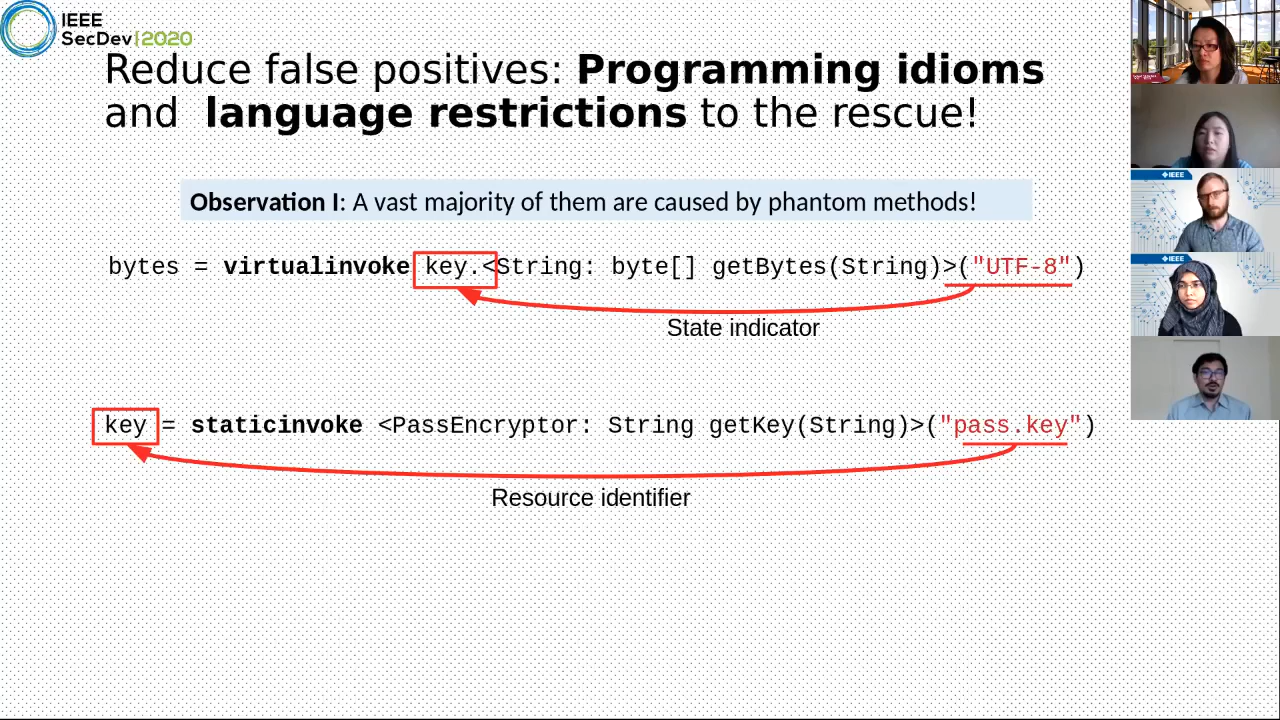 IEEE
SecDev|2020
Reduce false positives: Programming idioms
and language restrictions to the rescue!
Observation I: A vast majority of them are caused by phantom methods!
bytes = virtualinvoke key.<String: byte[] getBytes(String)>("UTF-8")
State indicator
key = staticinvoke <PassEncryptor: String getKey(String)>("pass.key")
Resource identifier
IEEE
IEEE